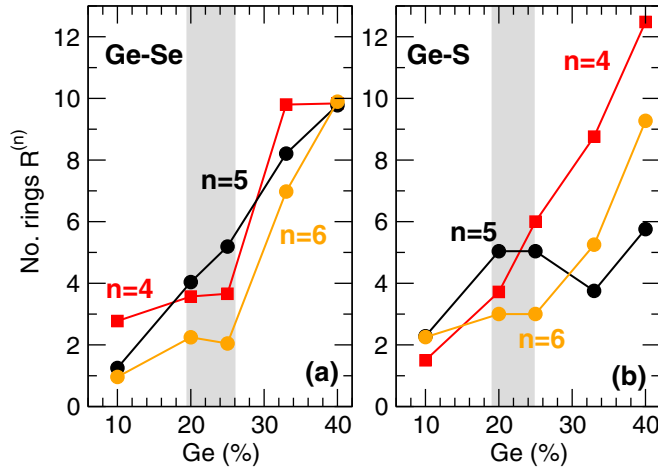 No. rings R^(n)
12
10
8
6
4
2
0
Ge-Se
n=5
n=4
n=6
(a)
10 20 30 40
Ge (%)
12
10
8
6
4
2
0
Ge-S
n=4
n=5
n=6
(b)
10 20 30 40
Ge (%)